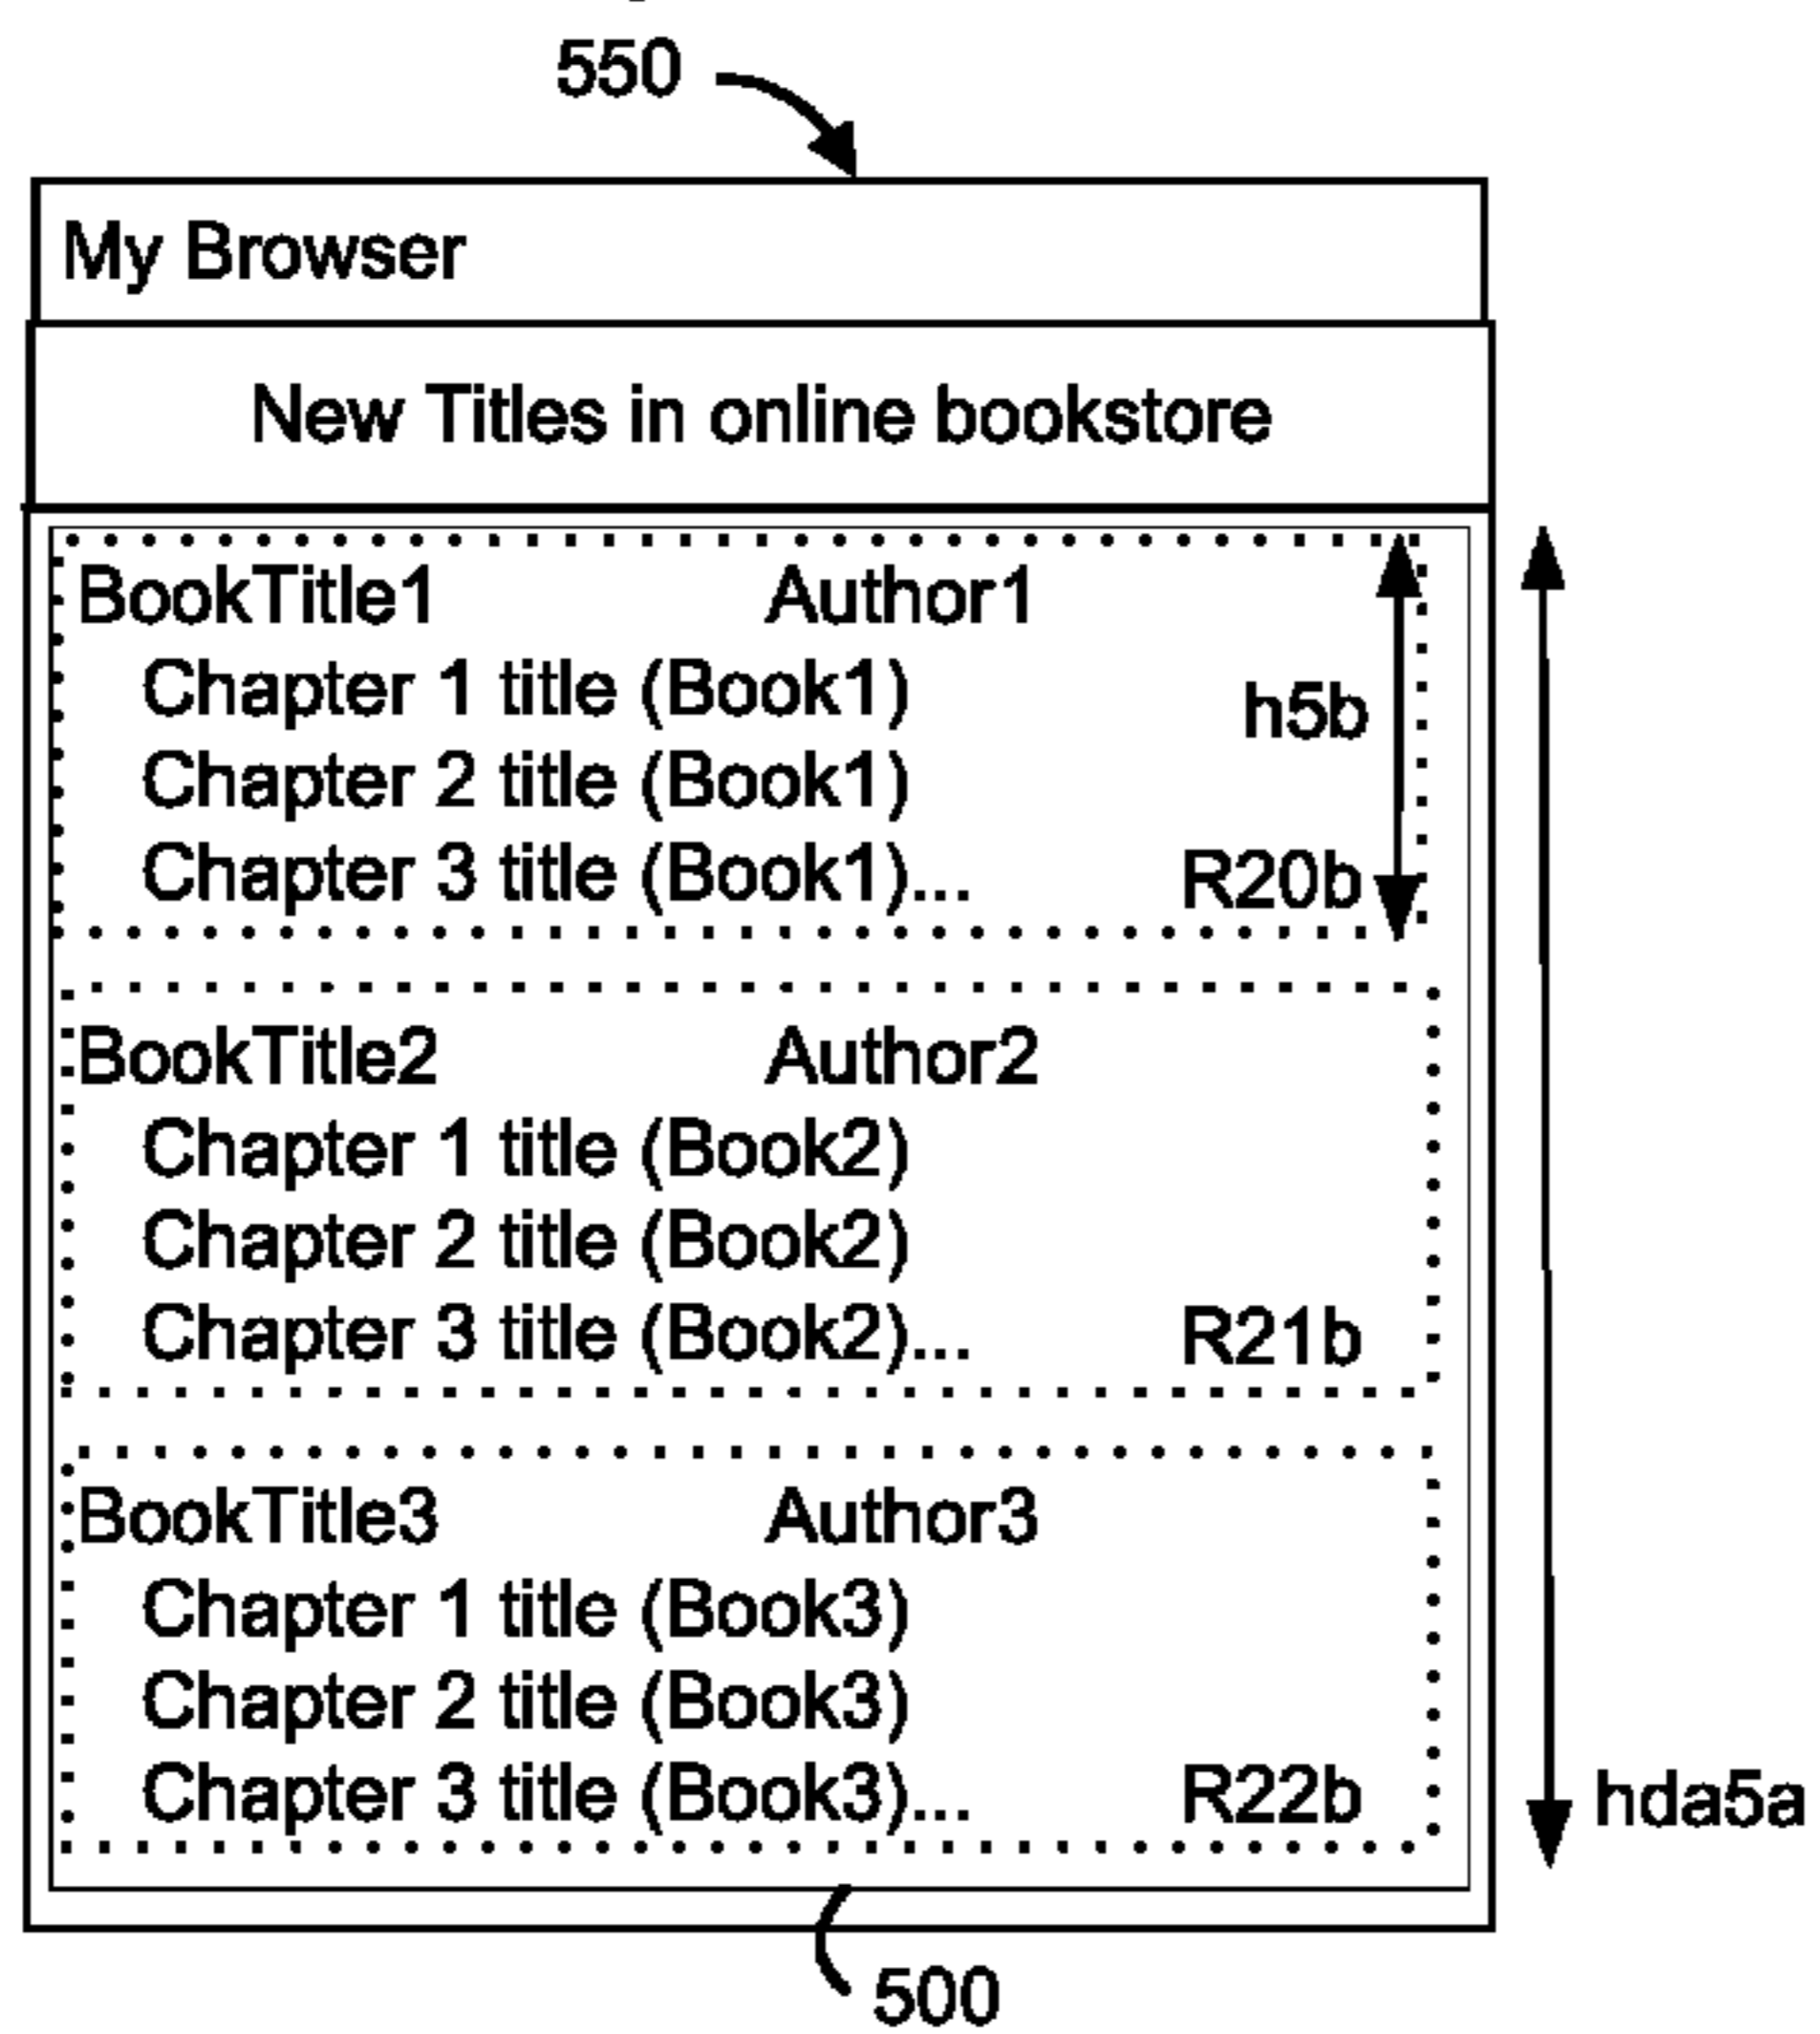 550
My Browser
New Titles in online bookstore
BookTitle1 Author1
Chapter 1 title (Book1)
h5b
Chapter 2 title (Book1)
Chapter 3 title (Book1)... R20b
BookTitle2 Author2
Chapter 1 title (Book2)
Chapter 2 title (Book2)
Chapter 3 title (Book2)... R21b
BookTitle3 Author3
Chapter 1 title (Book3)
Chapter 2 title (Book3)
Chapter 3 title (Book3)... R22b
hda5a
500